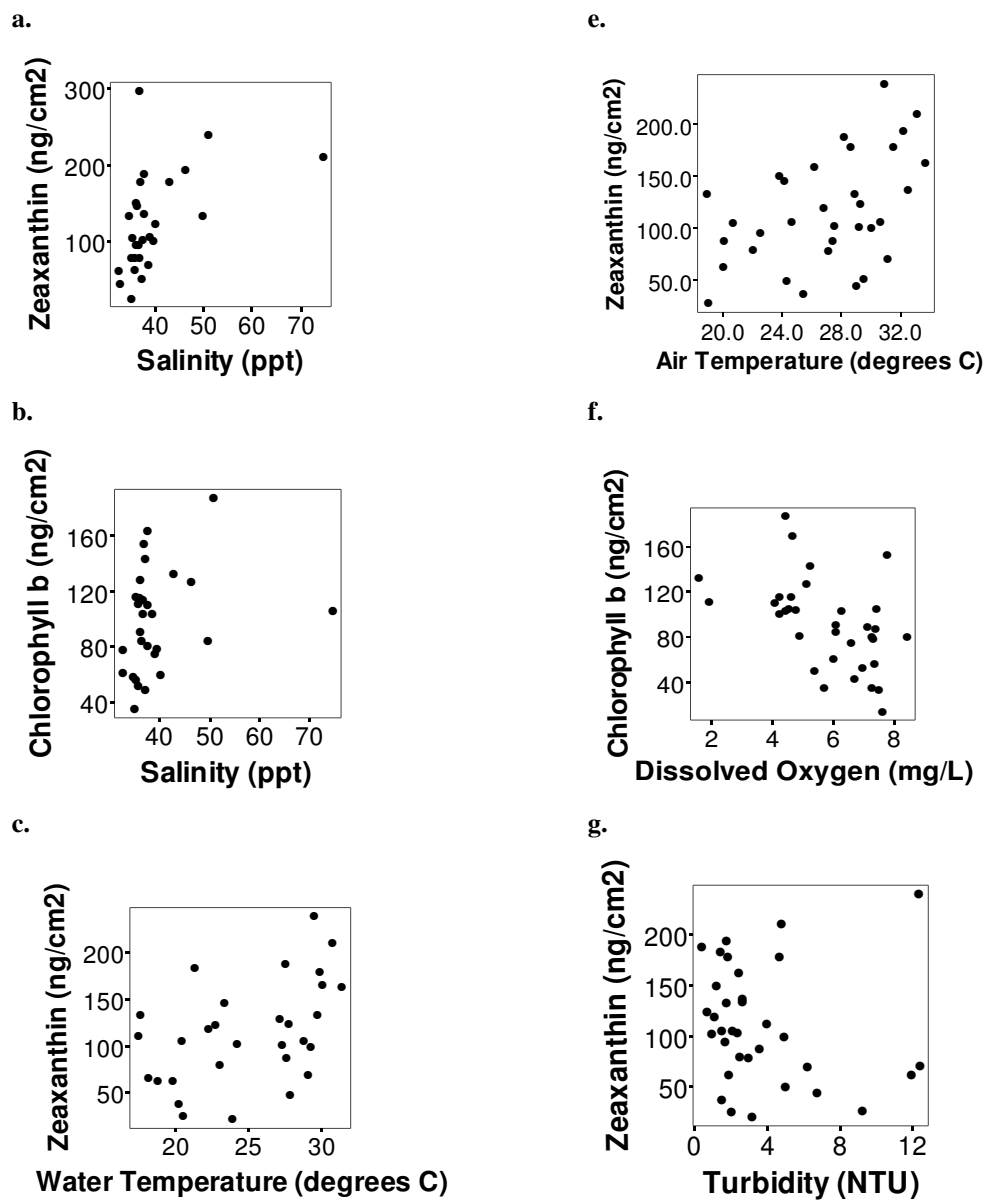 a.
Zeaxanthin (ng/cm2)
300
200
100
40 50 60 70
Salinity (ppt)
b.
Chlorophyll b (ng/cm2)
160
120
80
40
40 50 60 70
Salinity (ppt)
c.
Zeaxanthin (ng/cm2)
200
150
100
50
20 25 30
Water Temperature (degrees C)
e.
Zeaxanthin (ng/cm2)
200.0
150.0
100.0
50.0
20.0 24.0 28.0 32.0
Air Temperature (degrees C)
f.
Chlorophyll b (ng/cm2)
160
120
80
40
2 4 6 8
Dissolved Oxygen (mg/L)
g.
Zeaxanthin (ng/cm2)
200
150
100
50
0 4 8 12
Turbidity (NTU)